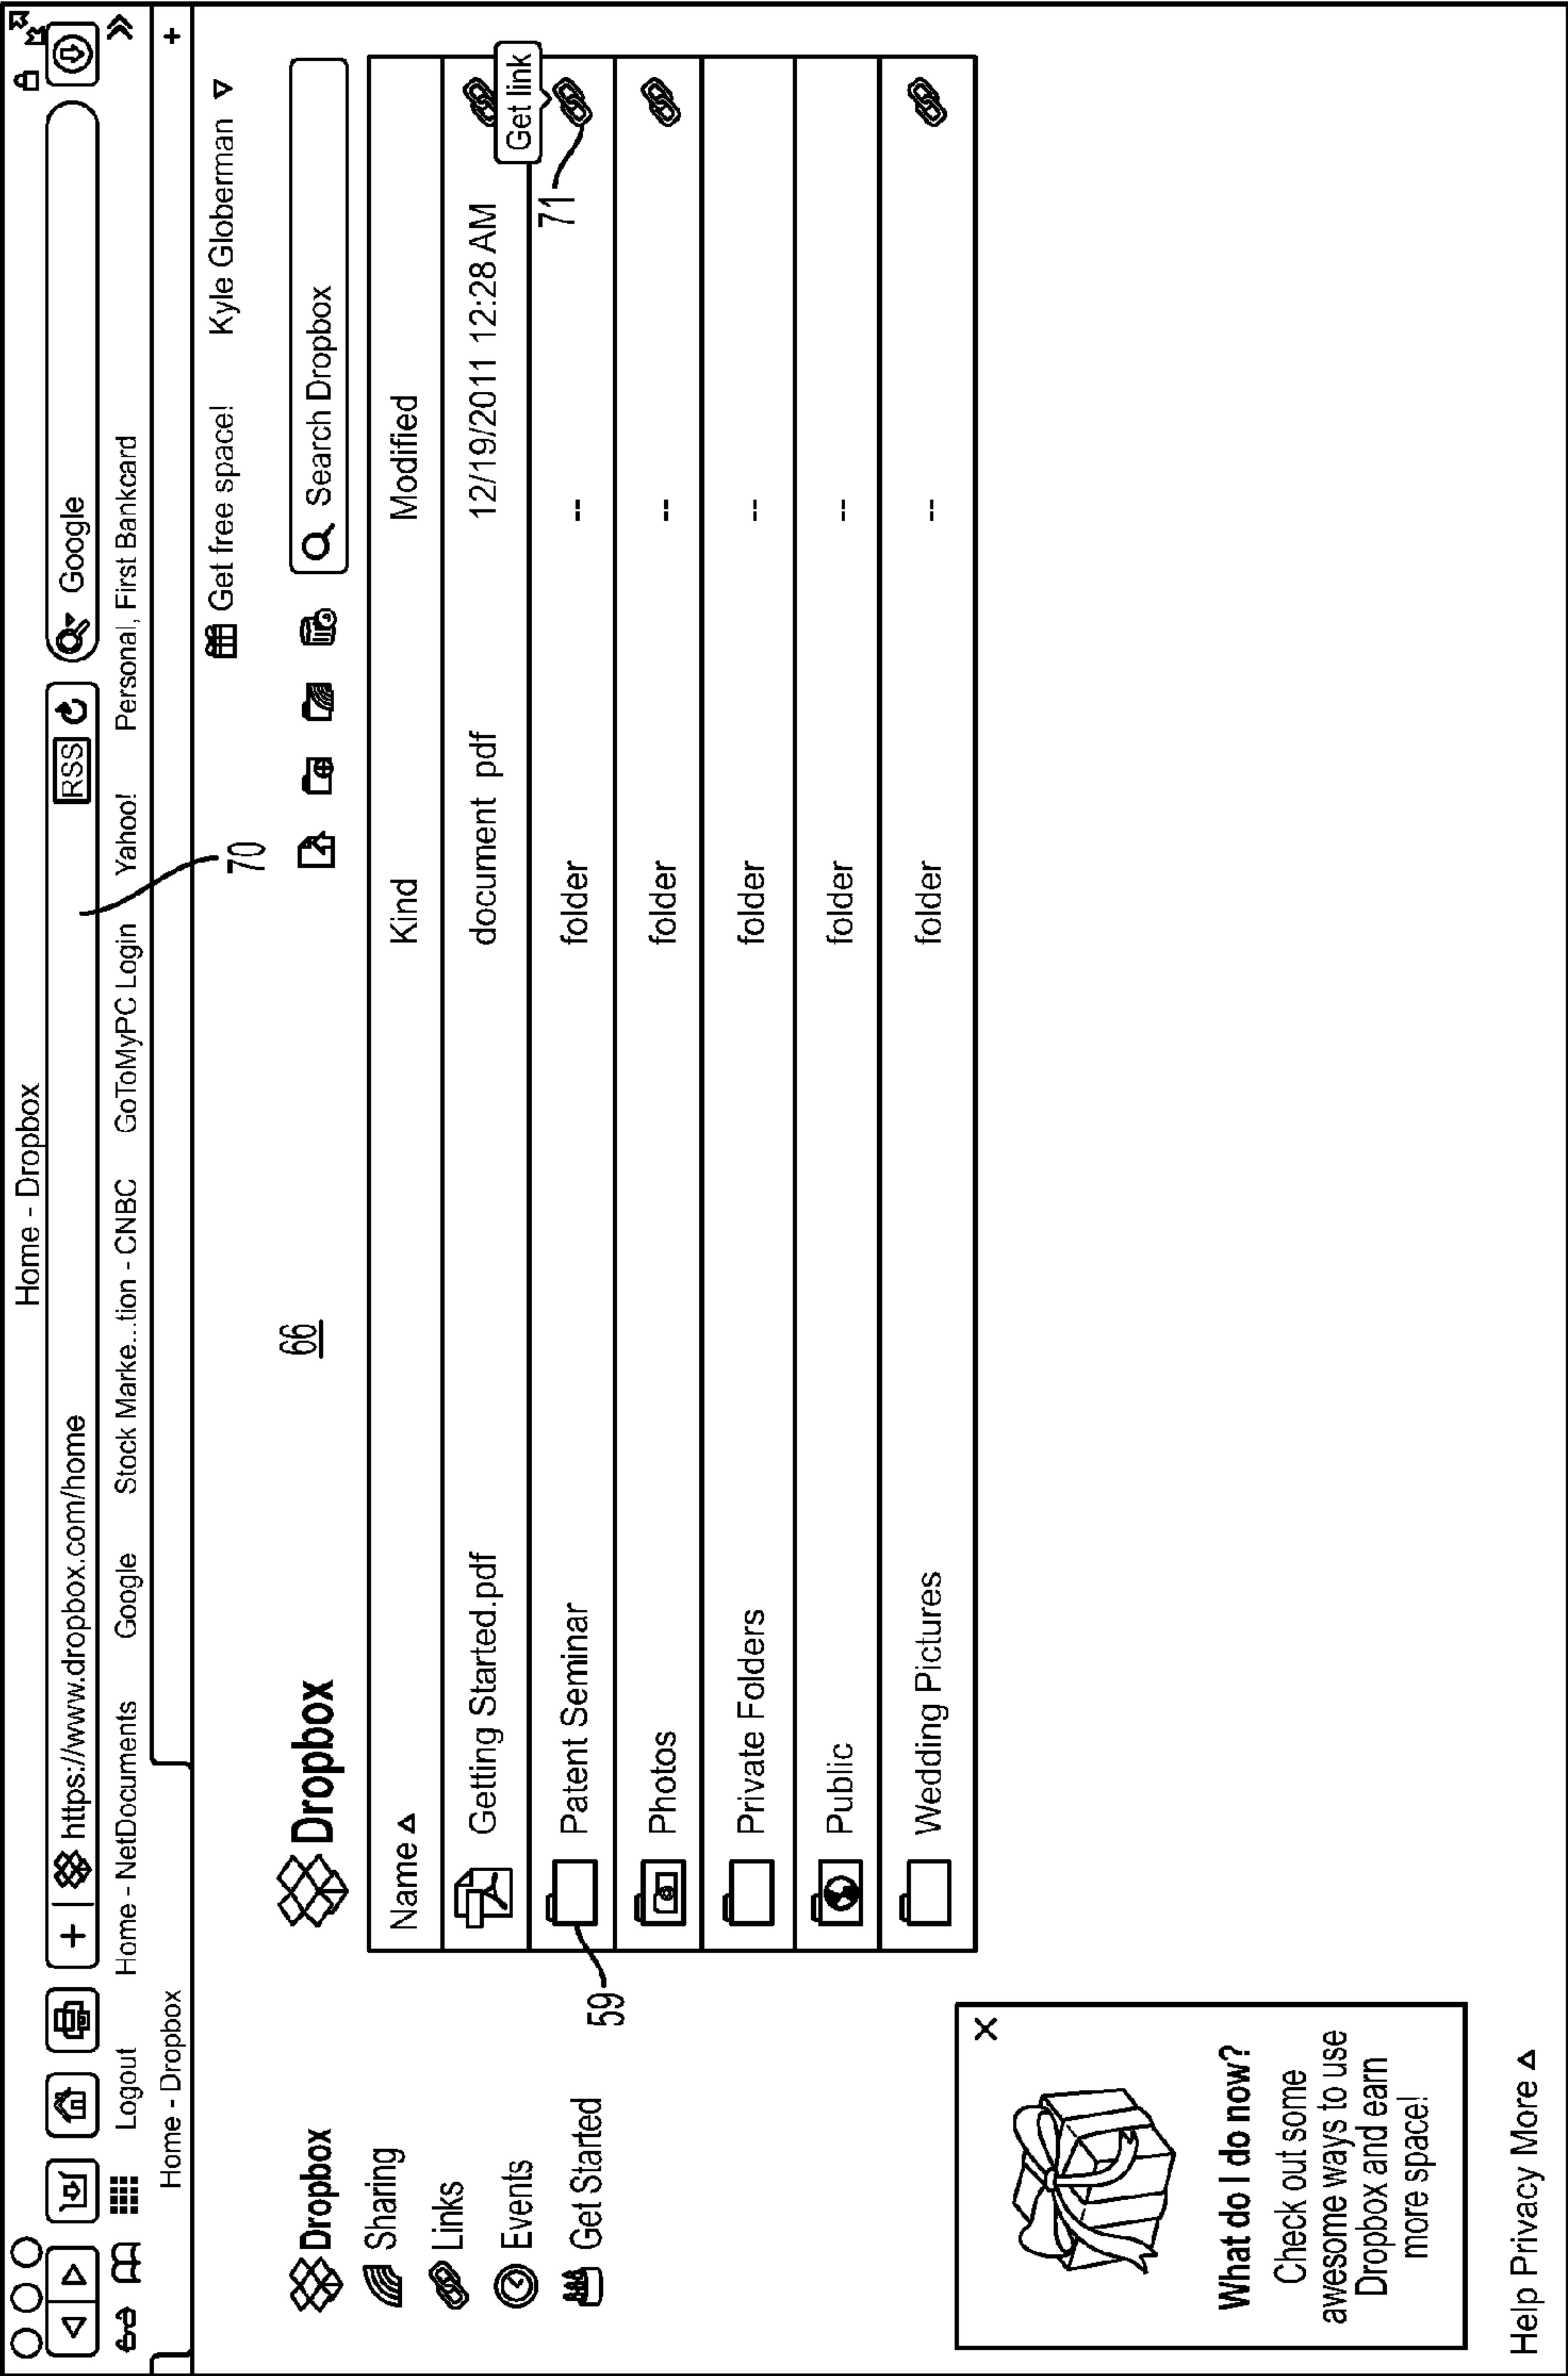 Home - Dropbox
+ https://www.dropbox.com/home RSS Google
Logout Home - NetDocuments Google Stock Marke...tion - CNBC GoToMyPC Login Yahoo! Personal, First Bankcard
Home - Dropbox +
70
Get free space! Kyle Globerman
66
Dropbox
Search Dropbox
Dropbox
Sharing
Links
Events
Get Started
Name Kind Modified
Getting Started.pdf document pdf 12/19/2011 12:28 AM
Get link
Patent Seminar folder --
59
71
Photos folder --
Private Folders folder --
Public folder --
Wedding Pictures folder --
X
What do I do now?
Check out some
awesome ways to use
Dropbox and earn
more space!
Help Privacy More